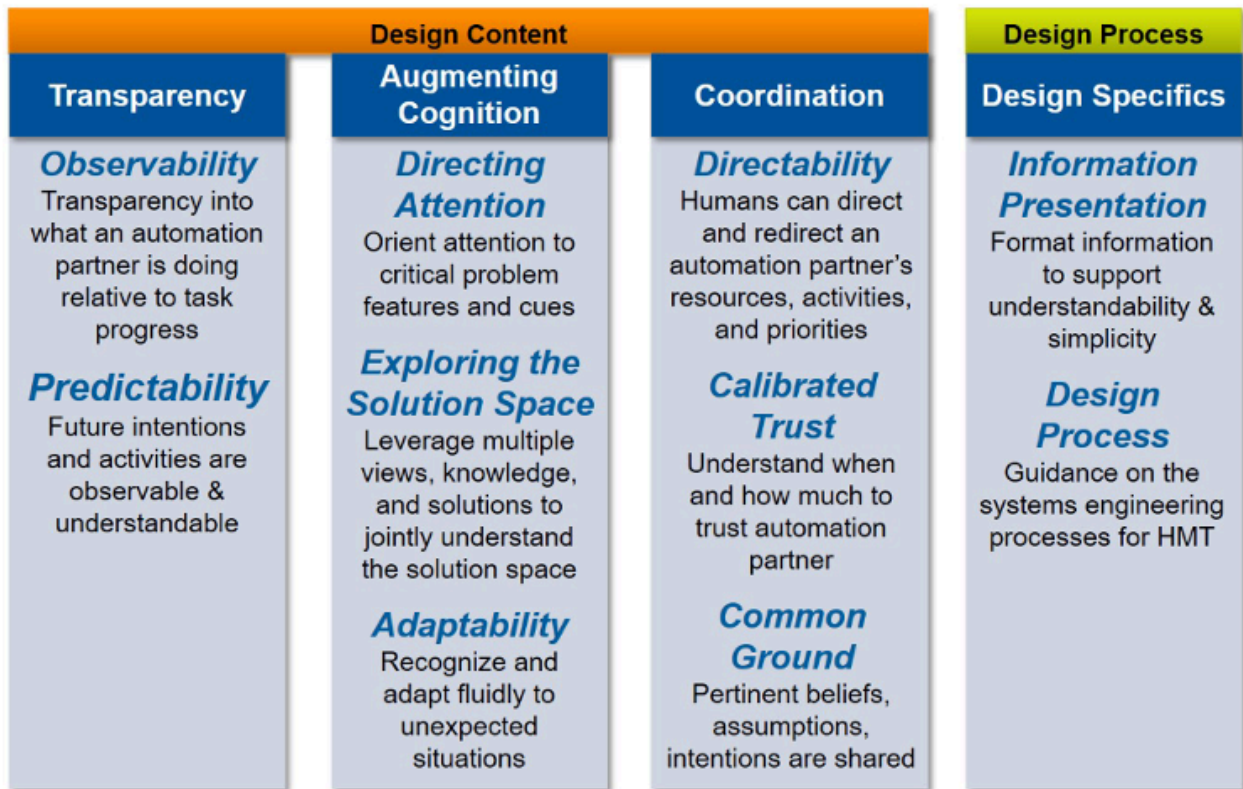 Design Content
Design Process
Transparency
Observability
Transparency into
what an automation
partner is doing
relative to task
progress
Predictability
Future intentions
and activities are
observable &
understandable
Augmenting
Cognition
Directing
Attention
Orient attention to
critical problem
features and cues
Exploring the
Solution Space
Leverage multiple
views, knowledge,
and solutions to
jointly understand
the solution space
Adaptability
Recognize and
adapt fluidly to
unexpected
situations
Coordination
Directability
Humans can direct
and redirect an
automation partner’s
resources, activities,
and priorities
Calibrated
Trust
Understand when
and how much to
trust automation
partner
Common
Ground
Pertinent beliefs,
assumptions,
intentions are shared
Design Specifics
Information
Presentation
Format information
to support
understandability &
simplicity
Design
Process
Guidance on the
systems engineering
processes for HMT